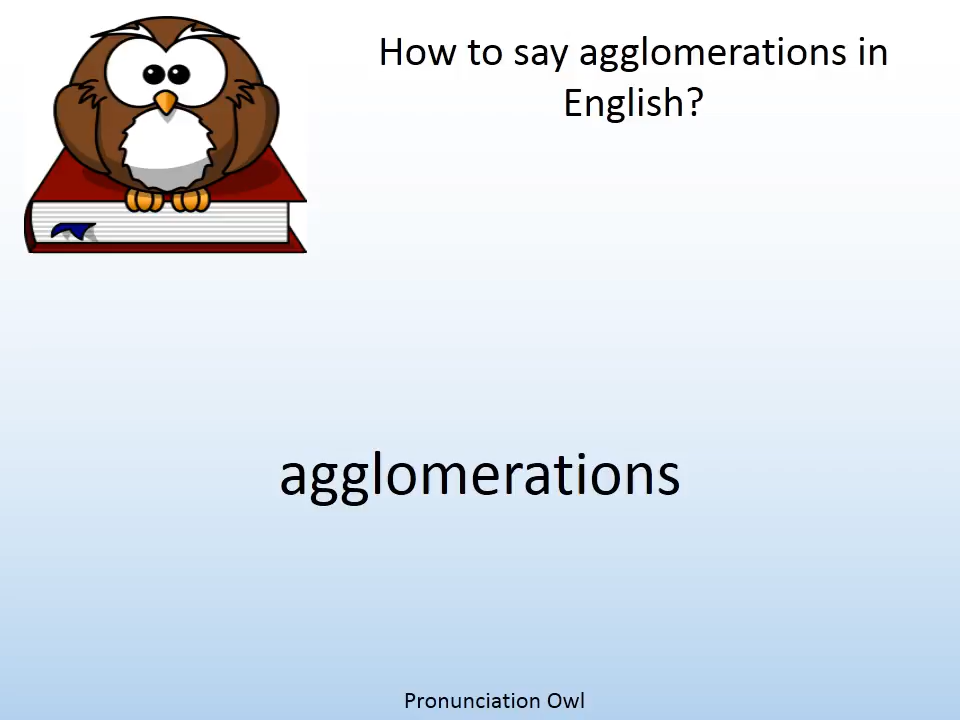 How to say agglomerations in
English?
agglomerations
Pronunciation Owl